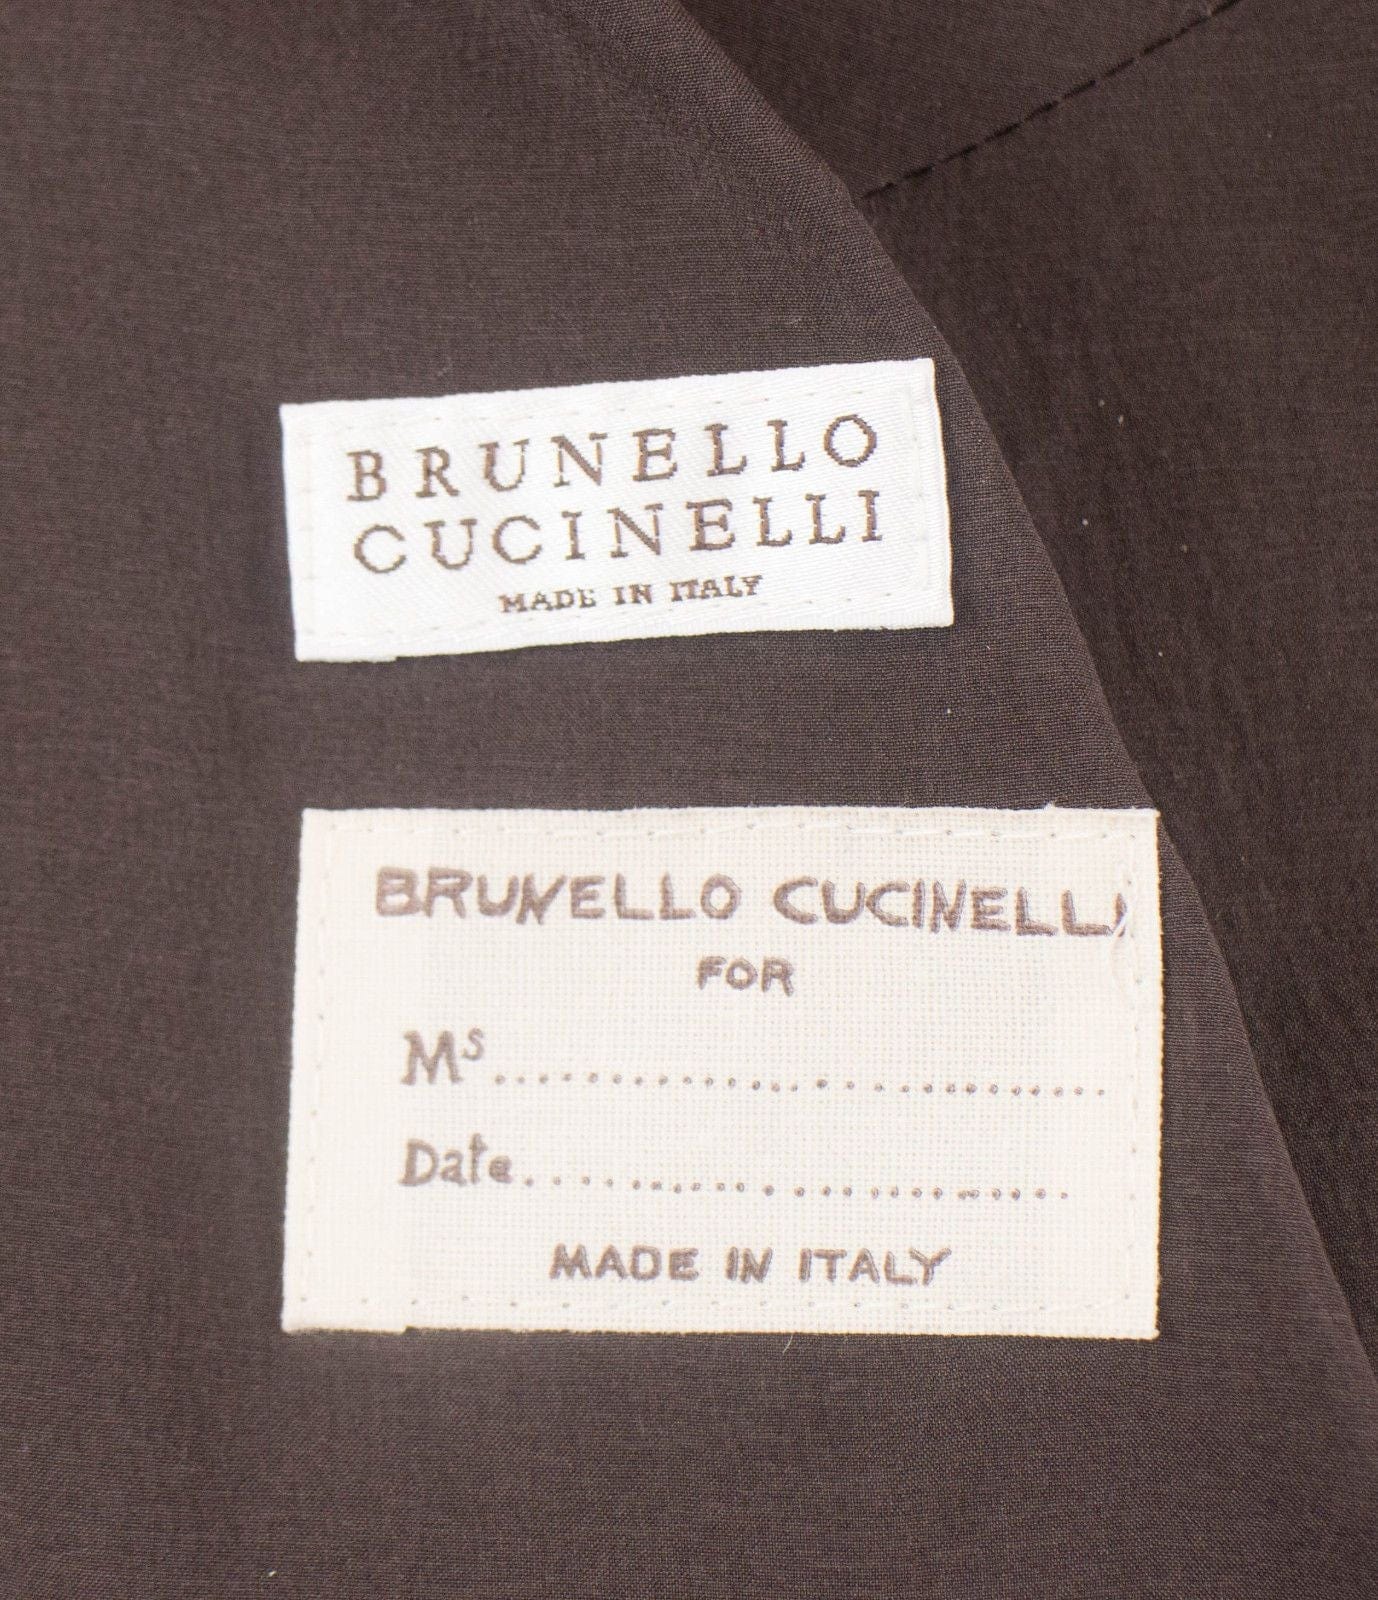 BRUNELLO
CUCINELLI
MADE IN ITALY
BRUNELLO CUCINELLI
FOR
Ms.......................................
Date....................................
MADE IN ITALY